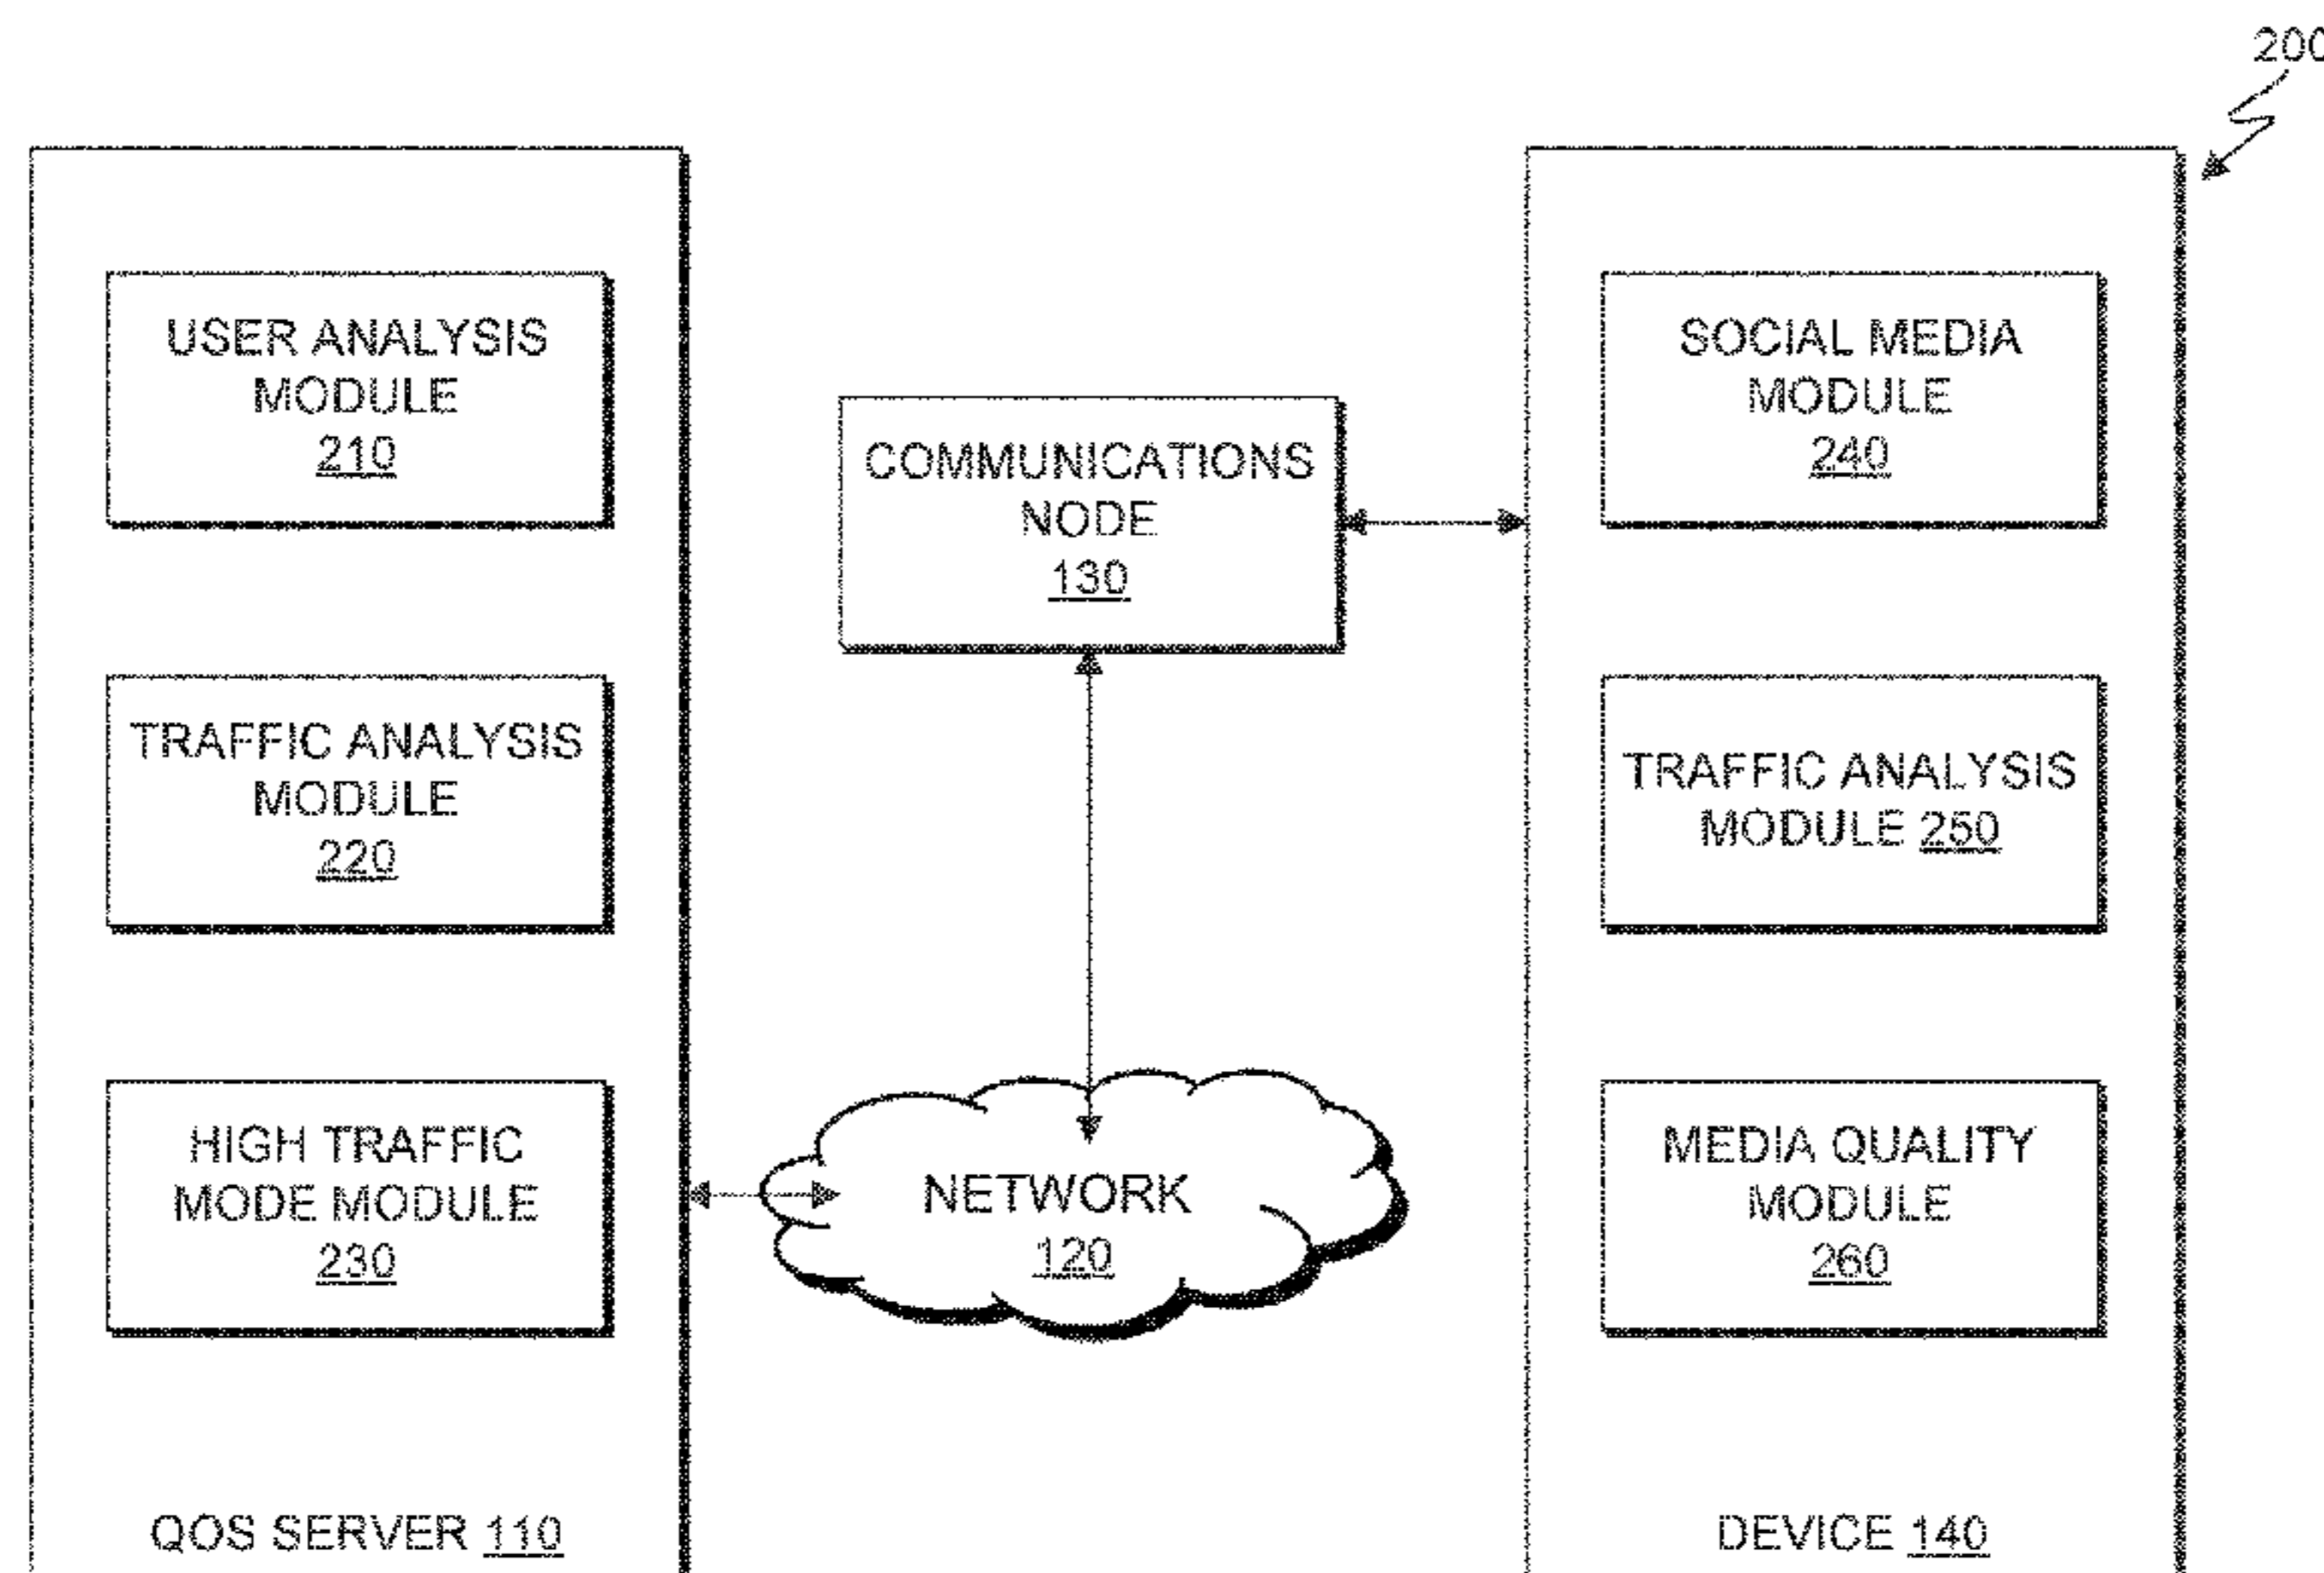 200
USER ANALYSIS
MODULE
210
TRAFFIC ANALYSIS
MODULE
220
HIGH TRAFFIC
MODE MODULE
230
QOS SERVER 110
COMMUNICATIONS
NODE
130
NETWORK
120
SOCIAL MEDIA
MODULE
240
TRAFFIC ANALYSIS
MODULE 250
MEDIA QUALITY
MODULE
260
DEVICE 140